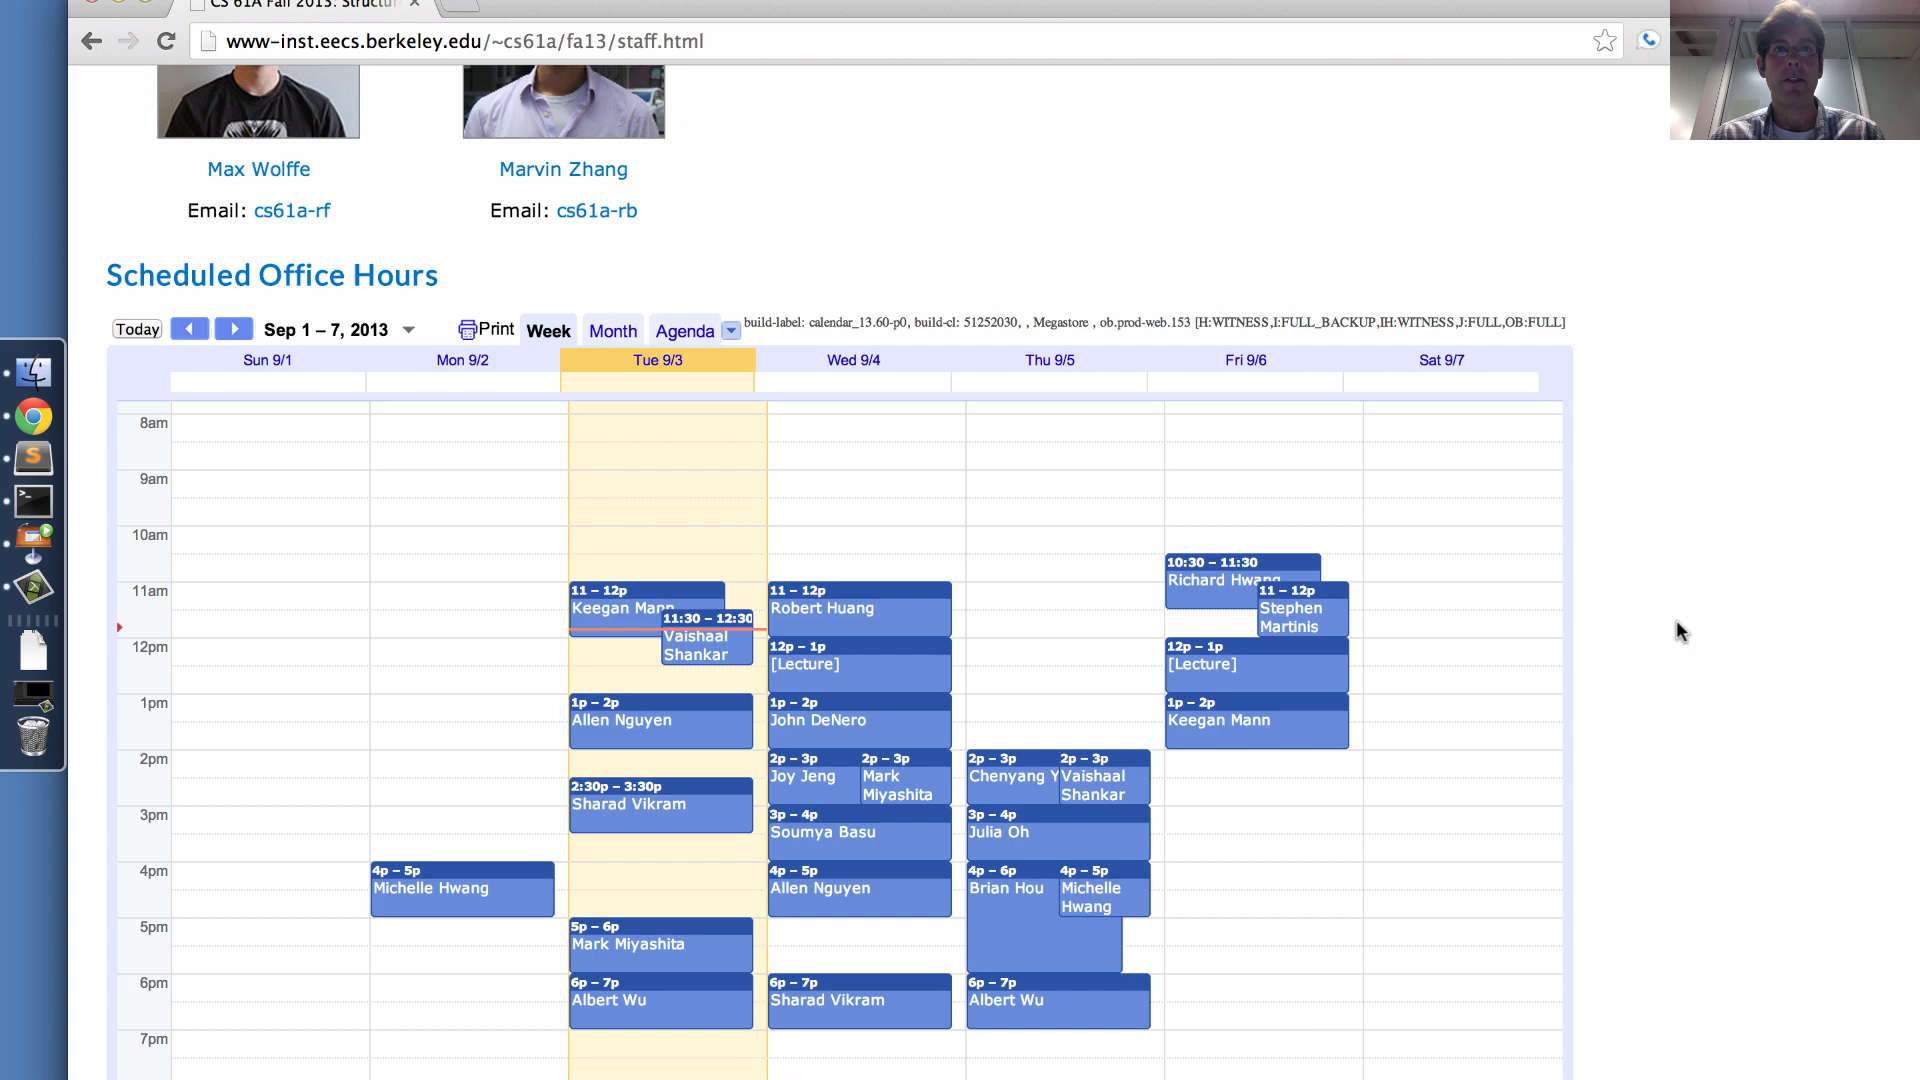 CS 61A Fall 2013: Structu
www-inst.eecs.berkeley.edu/~cs61a/fa13/staff.html
Max Wolffe
Marvin Zhang
Email: cs61a-rf
Email: cs61a-rb
Scheduled Office Hours
Today
Sep 1 – 7, 2013
Print
Week
Month
Agenda
build-label: calendar_13.60-p0, build-cl: 51252030, , Megastore , ob.prod-web.153 [H:WITNESS,I:FULL_BACKUP,IH:WITNESS,J:FULL,OB:FULL]
Sun 9/1
Mon 9/2
Tue 9/3
Wed 9/4
Thu 9/5
Fri 9/6
Sat 9/7
8am
9am
10am
11am
12pm
1pm
2pm
3pm
4pm
5pm
6pm
7pm
4p – 5p
Michelle Hwang
11 – 12p
Keegan Mann
11:30 – 12:30
Vaishaal
Shankar
1p – 2p
Allen Nguyen
2:30p – 3:30p
Sharad Vikram
5p – 6p
Mark Miyashita
6p – 7p
Albert Wu
11 – 12p
Robert Huang
12p – 1p
[Lecture]
1p – 2p
John DeNero
2p – 3p
Joy Jeng
2p – 3p
Mark
Miyashita
3p – 4p
Soumya Basu
4p – 5p
Allen Nguyen
6p – 7p
Sharad Vikram
2p – 3p
Chenyang Y
2p – 3p
Vaishaal
Shankar
3p – 4p
Julia Oh
4p – 6p
Brian Hou
4p – 5p
Michelle
Hwang
6p – 7p
Albert Wu
10:30 – 11:30
Richard Hwang
11 – 12p
Stephen
Martinis
12p – 1p
[Lecture]
1p – 2p
Keegan Mann